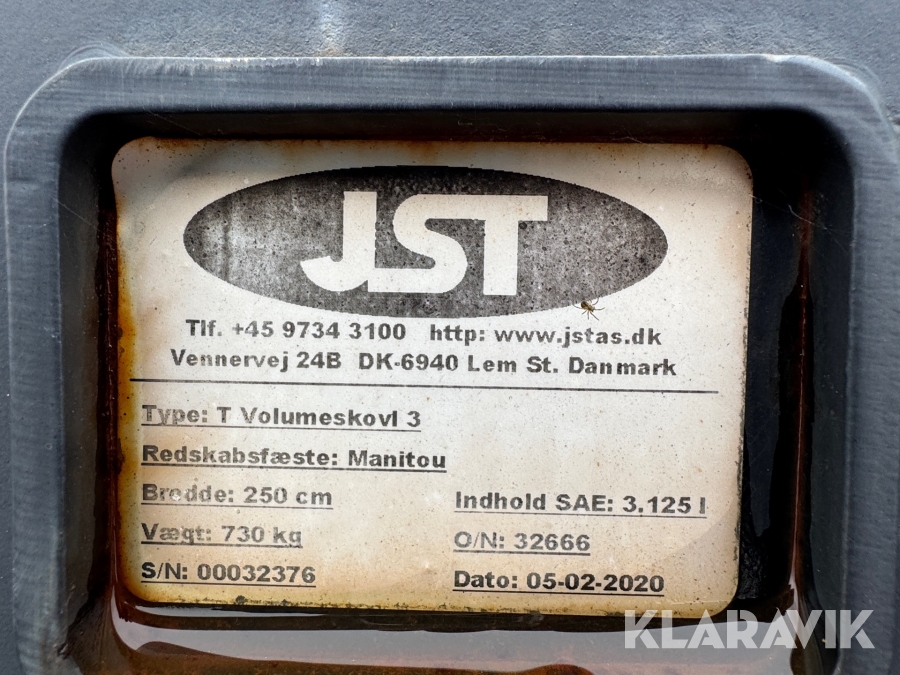 JST
Tlf. +45 9734 3100 http: www.jstas.dk
Vennervej 24B DK-6940 Lem St. Danmark
Type: T Volumeskovl 3
Redskabsfæste: Manitou
Bredde: 250 cm
Indhold SAE: 3.125 l
Vægt: 730 kg
O/N: 32666
S/N: 00032376
Dato: 05-02-2020
KLARAVIK